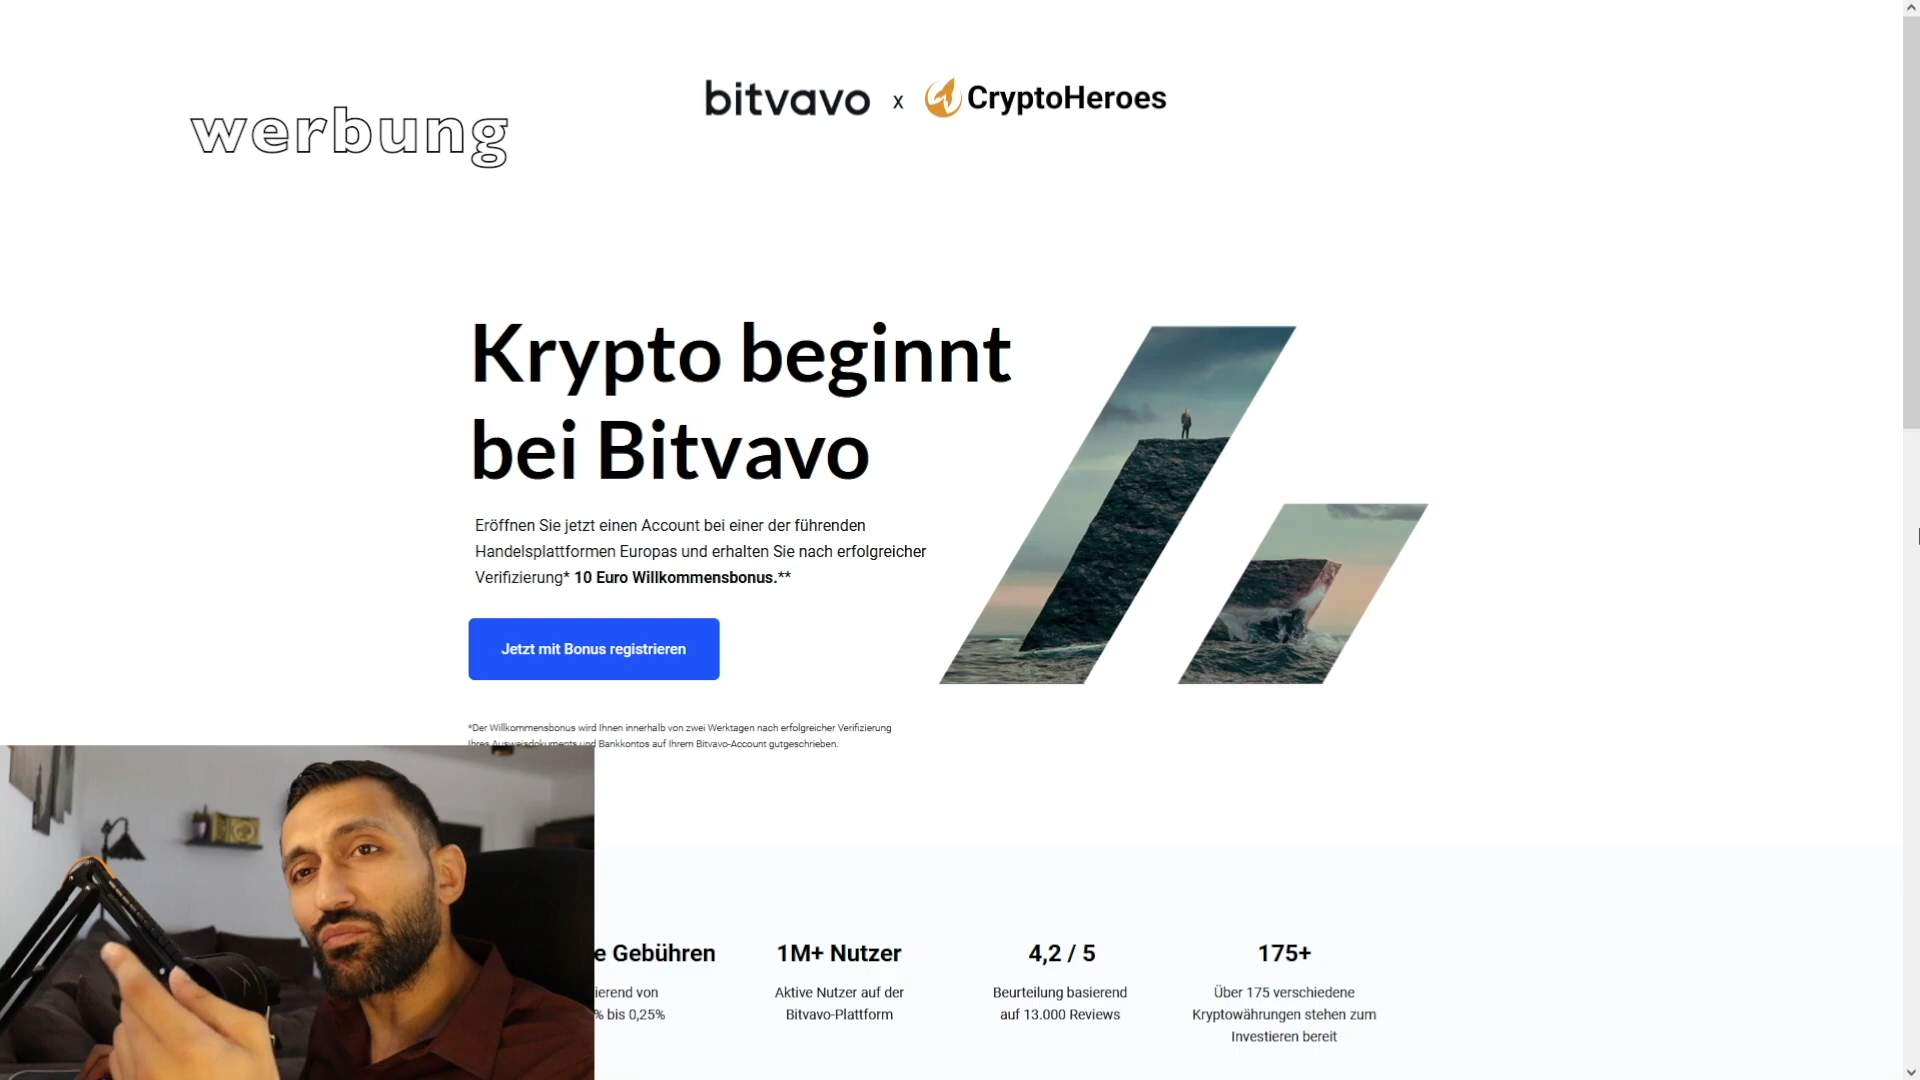 werbung
bitvavo x CryptoHeroes
Krypto beginnt
bei Bitvavo
Eröffnen Sie jetzt einen Account bei einer der führenden
Handelsplattformen Europas und erhalten Sie nach erfolgreicher
Verifizierung* 10 Euro Willkommensbonus.**
Jetzt mit Bonus registrieren
*Der Willkommensbonus wird Ihnen innerhalb von zwei Werktagen nach erfolgreicher Verifizierung
Ihres Ausweisdokuments und Bankkontos auf Ihrem Bitvavo-Account gutgeschrieben.
e Gebühren
ierend von
% bis 0,25%
1M+ Nutzer
Aktive Nutzer auf der
Bitvavo-Plattform
4,2 / 5
Beurteilung basierend
auf 13.000 Reviews
175+
Über 175 verschiedene
Kryptowährungen stehen zum
Investieren bereit